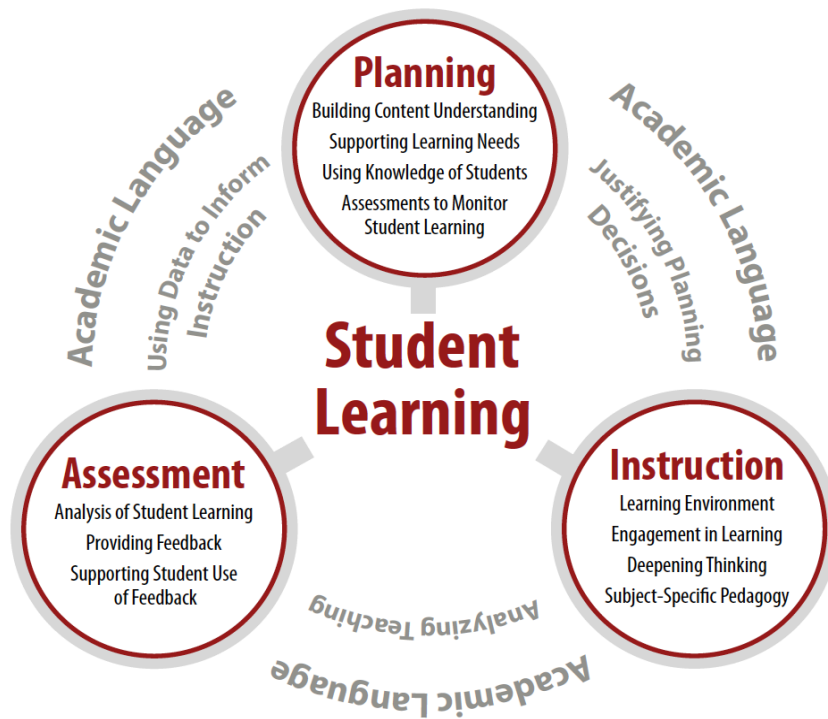 Planning
Building Content Understanding
Supporting Learning Needs
Using Knowledge of Students
Assessments to Monitor
Student Learning
Academic Language
Using Data to Inform
Instruction
Academic Language
Justifying Planning
Decisions
Student
Learning
Assessment
Analysis of Student Learning
Providing Feedback
Supporting Student Use
of Feedback
Instruction
Learning Environment
Engagement in Learning
Deepening Thinking
Subject-Specific Pedagogy
Analyzing Teaching
Academic Language